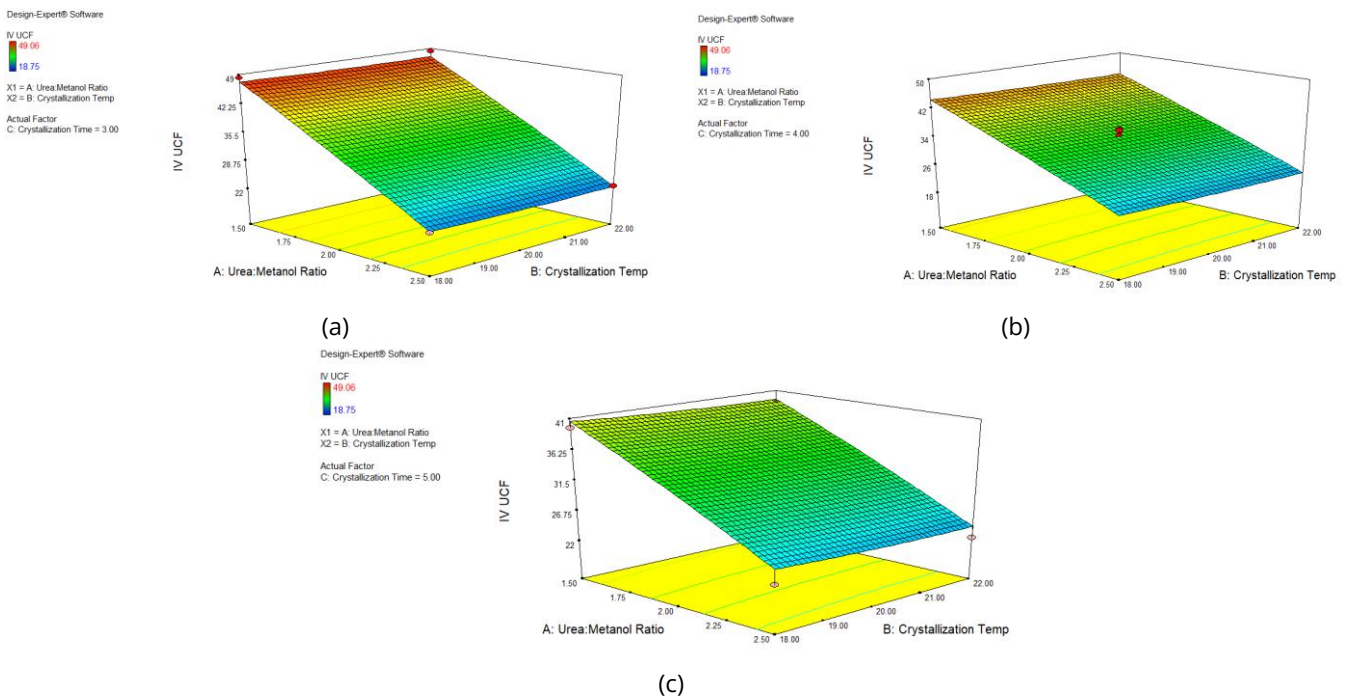 Design-Expert® Software
IV UCF
49.06
18.75
X1 = A: Urea:Metanol Ratio
X2 = B: Crystallization Temp
Actual Factor
C: Crystallization Time = 3.00
49
42.25
35.5
28.75
22
IV UCF
1.50
1.75
2.00
2.25
2.50
18.00
19.00
20.00
21.00
22.00
A: Urea:Metanol Ratio
B: Crystallization Temp
(a)
Design-Expert® Software
IV UCF
49.06
18.75
X1 = A: Urea:Metanol Ratio
X2 = B: Crystallization Temp
Actual Factor
C: Crystallization Time = 4.00
50
42
34
26
18
IV UCF
1.50
1.75
2.00
2.25
2.50
18.00
19.00
20.00
21.00
22.00
A: Urea:Metanol Ratio
B: Crystallization Temp
(b)
Design-Expert® Software
IV UCF
49.06
18.75
X1 = A: Urea:Metanol Ratio
X2 = B: Crystallization Temp
Actual Factor
C: Crystallization Time = 5.00
41
36.25
31.5
26.75
22
IV UCF
1.50
1.75
2.00
2.25
2.50
18.00
19.00
20.00
21.00
22.00
A: Urea:Metanol Ratio
B: Crystallization Temp
(c)